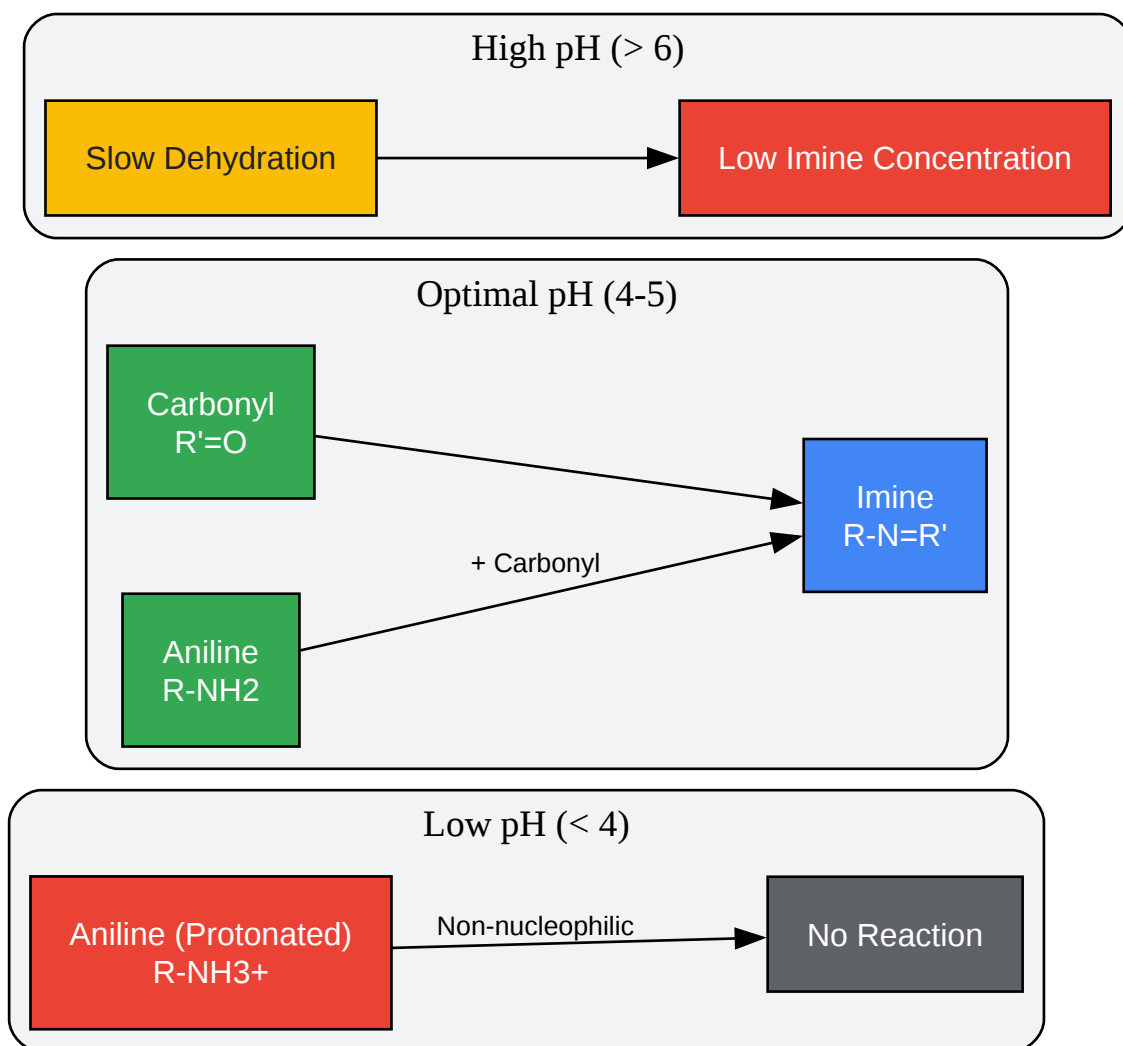 High pH (> 6)
Slow Dehydration
Low Imine Concentration
Optimal pH (4-5)
Carbonyl
R'=O
Imine
R-N=R'
+ Carbonyl
Aniline
R-NH2
Low pH (< 4)
Aniline (Protonated)
R-NH3+
Non-nucleophilic
No Reaction